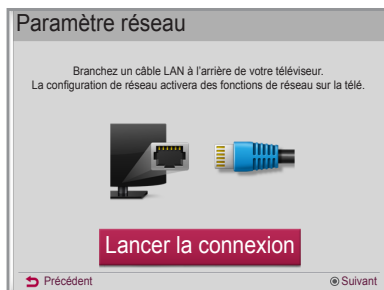 Paramètre réseau
Branchez un câble LAN à l'arrière de votre téléviseur.
La configuration de réseau activera des fonctions de réseau sur la télé.
Lancer la connexion
Précédent
Suivant